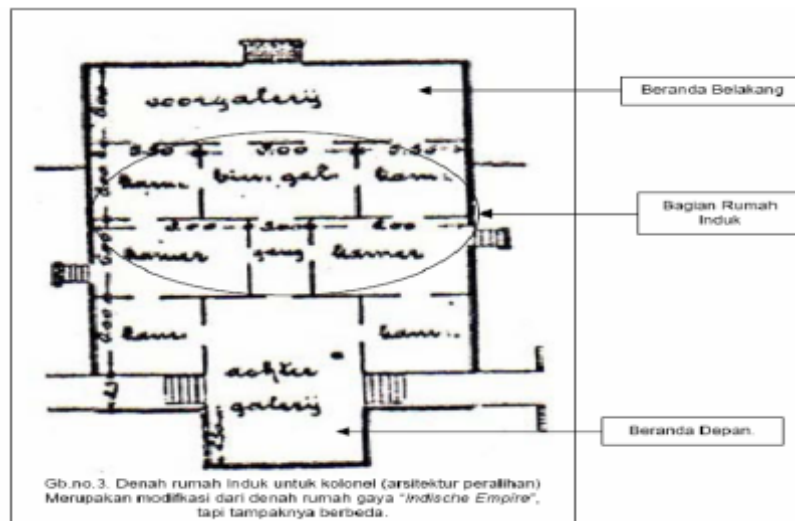 voorgalerij
Beranda Belakang
kam. bin. gal. kam.
Bagian Rumah
Induk
kamer gang kamer
kam. kam.
achter
galerij
Beranda Depan.
Gb.no.3. Denah rumah Induk untuk kolonel (arsitektur peralihan)
Merupakan modifikasi dari denah rumah gaya "Indische Empire",
tapi tampaknya berbeda.